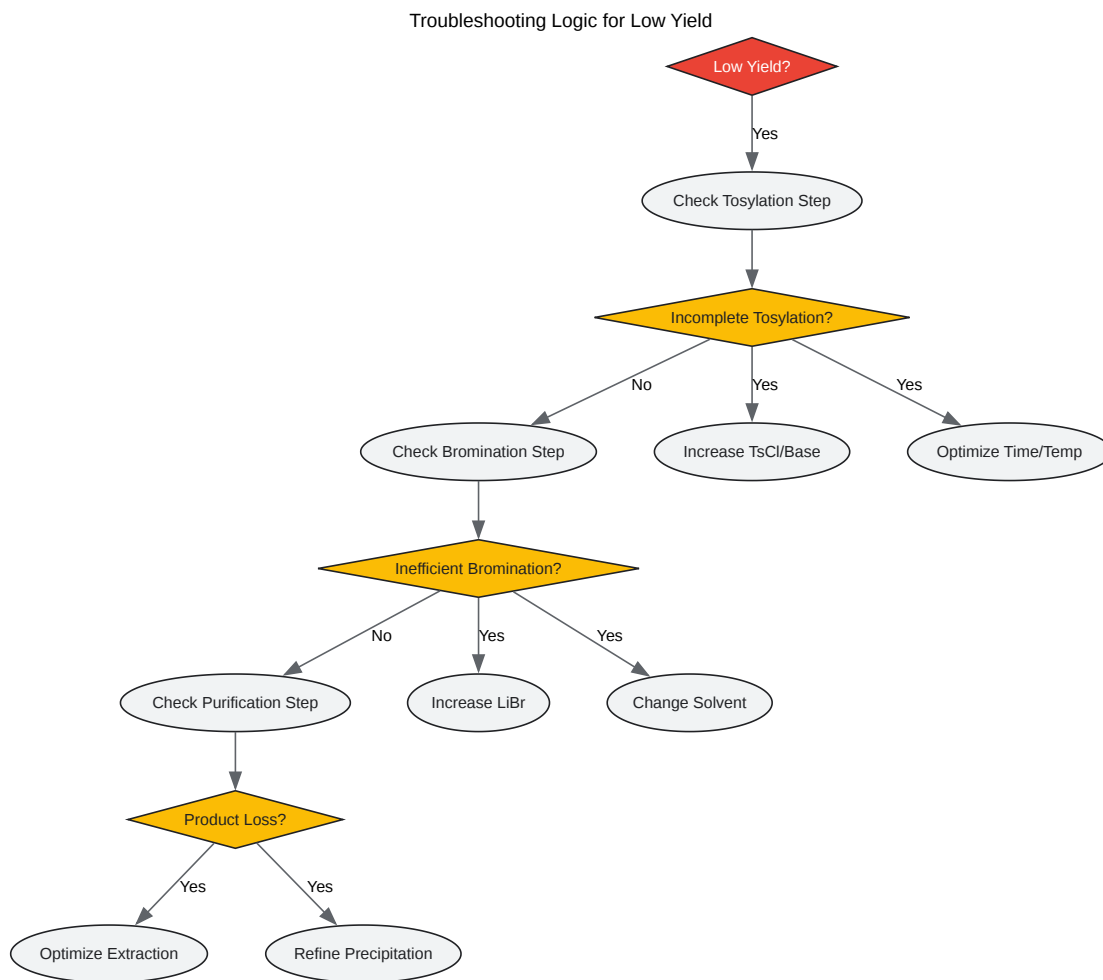 Troubleshooting Logic for Low Yield
Low Yield?
Yes
Check Tosylation Step
Incomplete Tosylation?
No
Yes
Yes
Check Bromination Step
Increase TsCl/Base
Optimize Time/Temp
Inefficient Bromination?
No
Yes
Yes
Check Purification Step
Increase LiBr
Change Solvent
Product Loss?
Yes
Yes
Optimize Extraction
Refine Precipitation